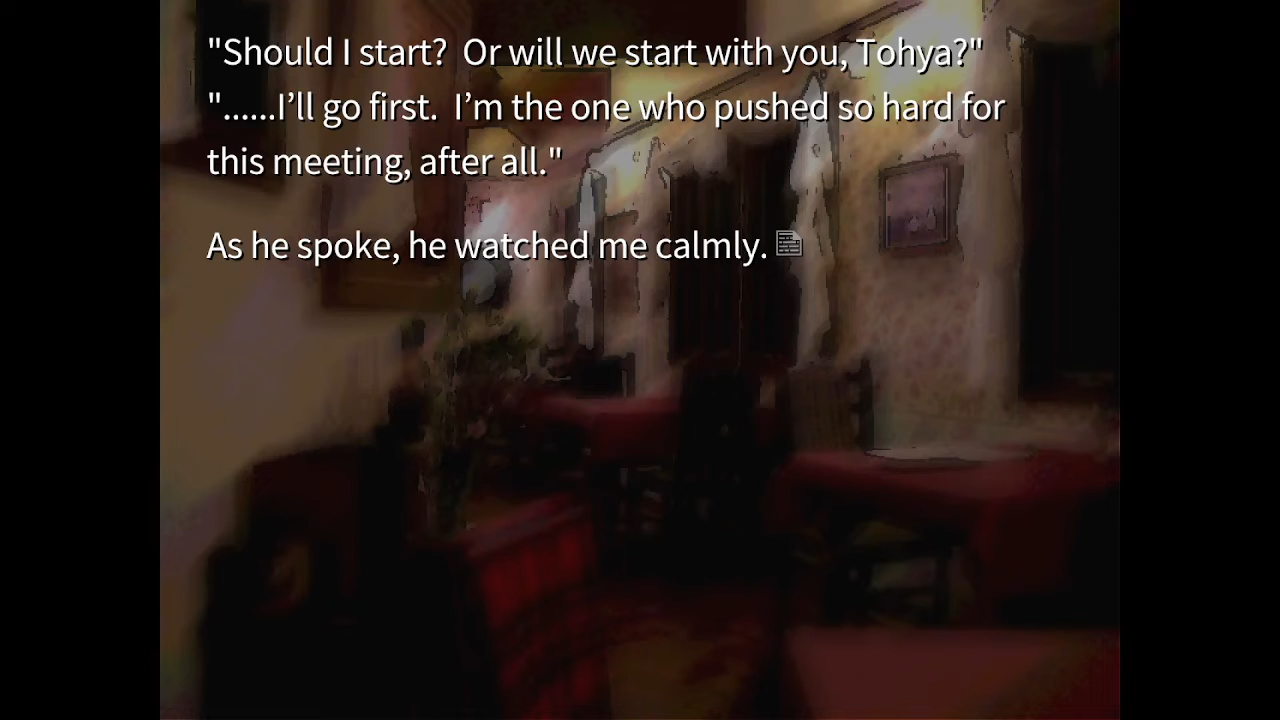 "Should I start?  Or will we start with you, Tohya?"
"......I’ll go first.  I’m the one who pushed so hard for
this meeting, after all."
As he spoke, he watched me calmly.